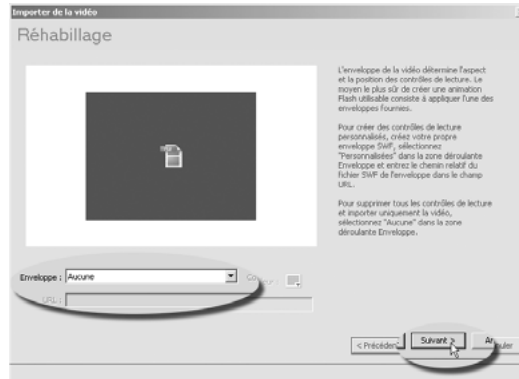 Importer de la vidéo
Réhabillage
L'enveloppe de la vidéo détermine l'aspect
et la position des contrôles de lecture. Le
moyen le plus sûr de créer une animation
Flash utilisable consiste à appliquer l'une des
enveloppes fournies.
Pour créer des contrôles de lecture
personnalisés, créez votre propre
enveloppe SWF, sélectionnez
"Personnalisées" dans la zone déroulante
Enveloppe et entrez le chemin relatif du
fichier SWF de l'enveloppe dans le champ
URL.
Pour supprimer tous les contrôles de lecture
et importer uniquement la vidéo,
sélectionnez "Aucune" dans la zone
déroulante Enveloppe.
Enveloppe : Aucune
URL :
< Précédent Suivant >